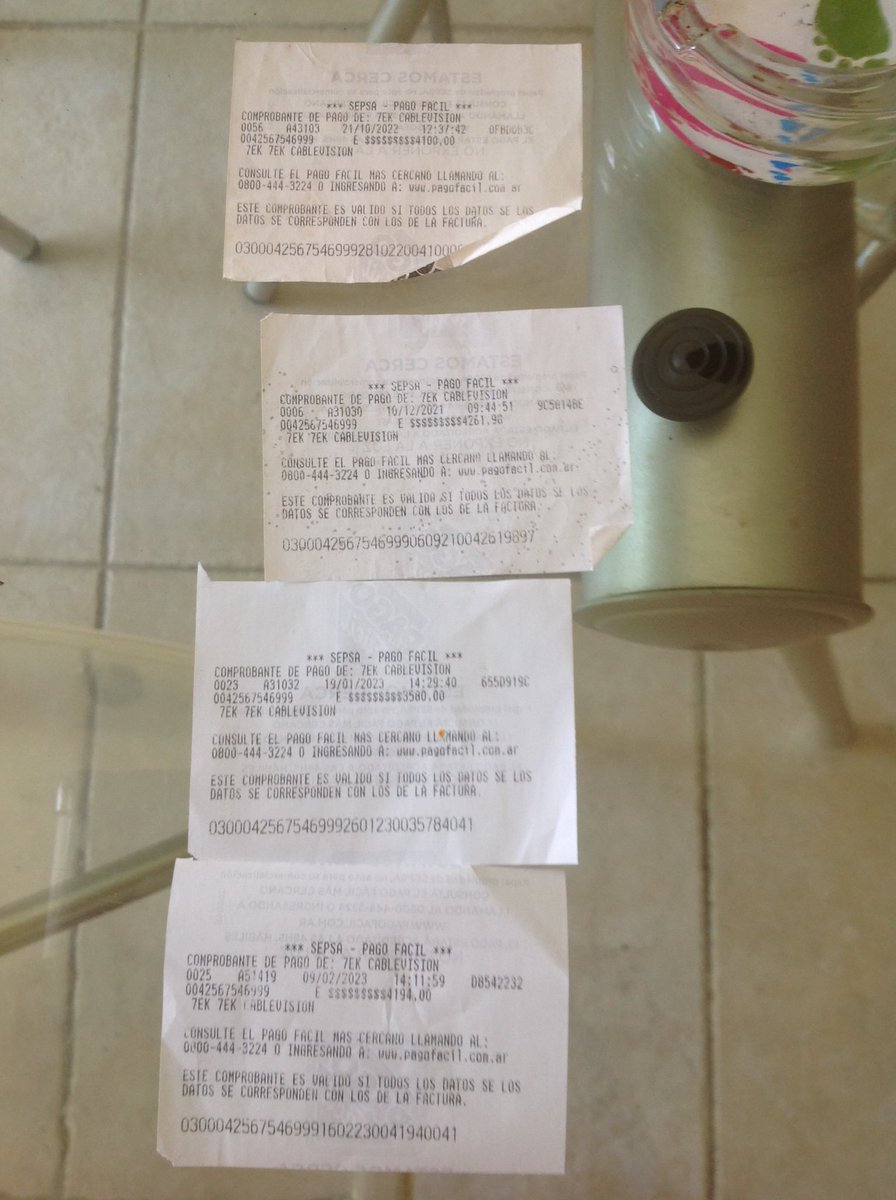 ESTAMOS CERCA
*** SEPSA - PAGO FACIL ***
COMPROBANTE DE PAGO DE: 7EK CABLEVISION
0056 A43103 21/10/2022 12:37:42
0042567546999 E $$$$$$$$$4100,00
7EK 7EK CABLEVISION
CONSULTE EL PAGO FACIL MAS CERCANO LLAMANDO AL:
0800-444-3224 O INGRESANDO A: www.pagofacil.com.ar
ESTE COMPROBANTE ES VALIDO SI TODOS LOS DATOS SE LOS
DATOS SE CORRESPONDEN CON LOS DE LA FACTURA.
03000425675469992810220041000
ESTAMOS CERCA
*** SEPSA - PAGO FACIL ***
COMPROBANTE DE PAGO DE: 7EK CABLEVISION
0006 A31030 10/12/2021 09:44:51 9C5614BE
0042567546999 E $$$$$$$$$4261,98
7EK 7EK CABLEVISION
CONSULTE EL PAGO FACIL MAS CERCANO LLAMANDO AL:
0800-444-3224 O INGRESANDO A: www.pagofacil.com.ar
ESTE COMPROBANTE ES VALIDO SI TODOS LOS DATOS SE LOS
DATOS SE CORRESPONDEN CON LOS DE LA FACTURA.
03000425675469990609210042619897
*** SEPSA - PAGO FACIL ***
COMPROBANTE DE PAGO DE: 7EK CABLEVISION
0023 A31032 19/01/2023 14:29:40 655D919C
0042567546999 E $$$$$$$$$3580,00
7EK 7EK CABLEVISION
CONSULTE EL PAGO FACIL MAS CERCANO LLAMANDO AL:
0800-444-3224 O INGRESANDO A: www.pagofacil.com.ar
ESTE COMPROBANTE ES VALIDO SI TODOS LOS DATOS SE LOS
DATOS SE CORRESPONDEN CON LOS DE LA FACTURA.
03000425675469992601230035784041
*** SEPSA - PAGO FACIL ***
COMPROBANTE DE PAGO DE: 7EK CABLEVISION
0025 A51419 09/02/2023 14:11:59 D8542232
0042567546999 E $$$$$$$$$4194,00
7EK 7EK CABLEVISION
CONSULTE EL PAGO FACIL MAS CERCANO LLAMANDO AL:
0800-444-3224 O INGRESANDO A: www.pagofacil.com.ar
ESTE COMPROBANTE ES VALIDO SI TODOS LOS DATOS SE LOS
DATOS SE CORRESPONDEN CON LOS DE LA FACTURA.
03000425675469991602230041940041